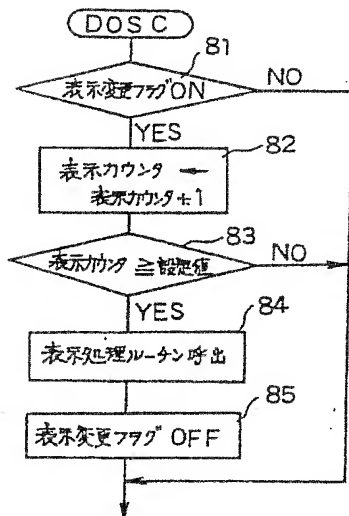 DOS C
81
表示変更フラグON
NO
YES
82
表示カウンタ ←
表示カウンタ+1
83
表示カウンタ ≧設定値
NO
YES
84
表示処理ルーチン呼出
85
表示変更フラグ OFF